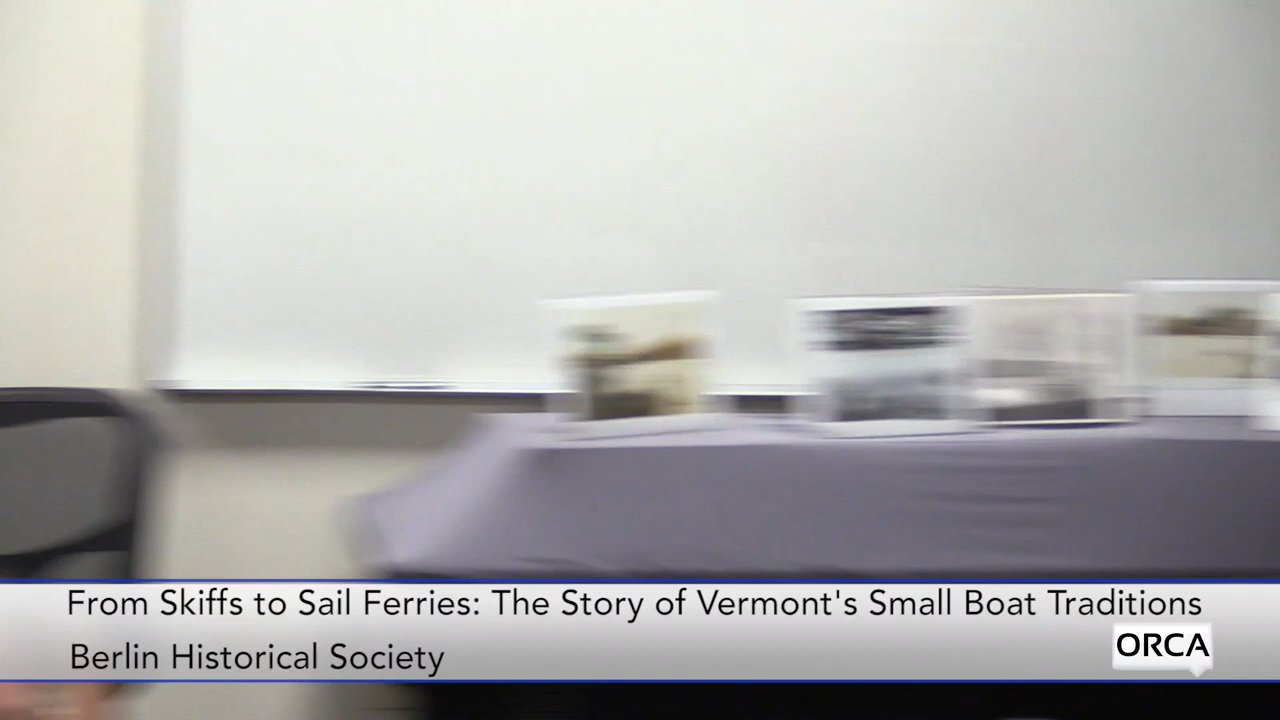 From Skiffs to Sail Ferries: The Story of Vermont's Small Boat Traditions
Berlin Historical Society
ORCA